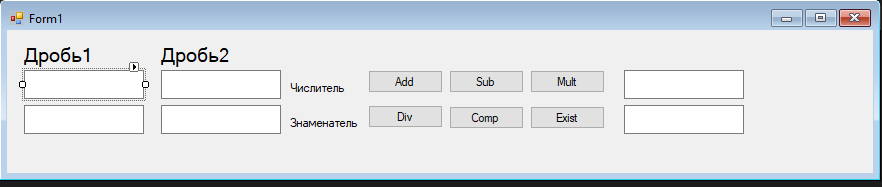 Form1
Дробь1 Дробь2
Числитель Add Sub Mult
Знаменатель Div Comp Exist